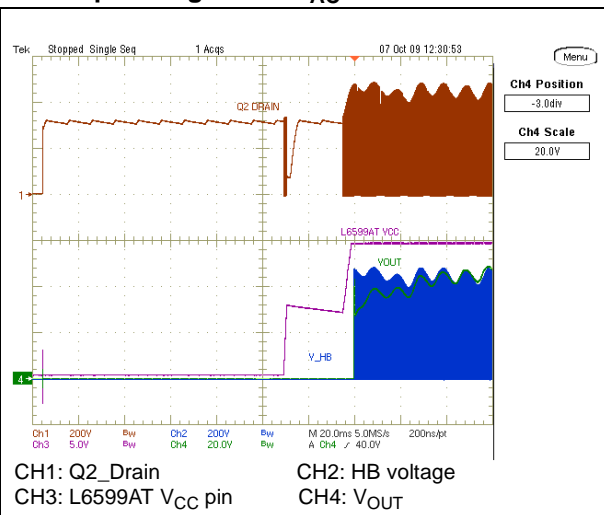 Tek Stopped Single Seq 1 Acqs 07 Oct 09 12:30:53
Menu
Ch4 Position
-3.0div
Ch4 Scale
20.0V
Q2 DRAIN
1
L6599AT VCC
VOUT
V_HB
4
Ch1 200V Bw Ch2 200V Bw M 20.0ms 5.0MS/s 200ns/pt
Ch3 5.0V Bw Ch4 20.0V Bw A Ch4 / 40.0V
CH1: Q2_Drain CH2: HB voltage
CH3: L6599AT VCC pin CH4: VOUT